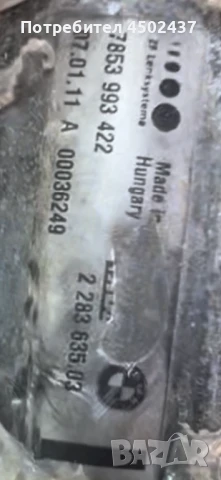 Потребител 4502437
ZF Lenksysteme
Made in
Hungary
7853 993 422
17.01.11 A 00036249
2 283 635.03
BAZAR
bg